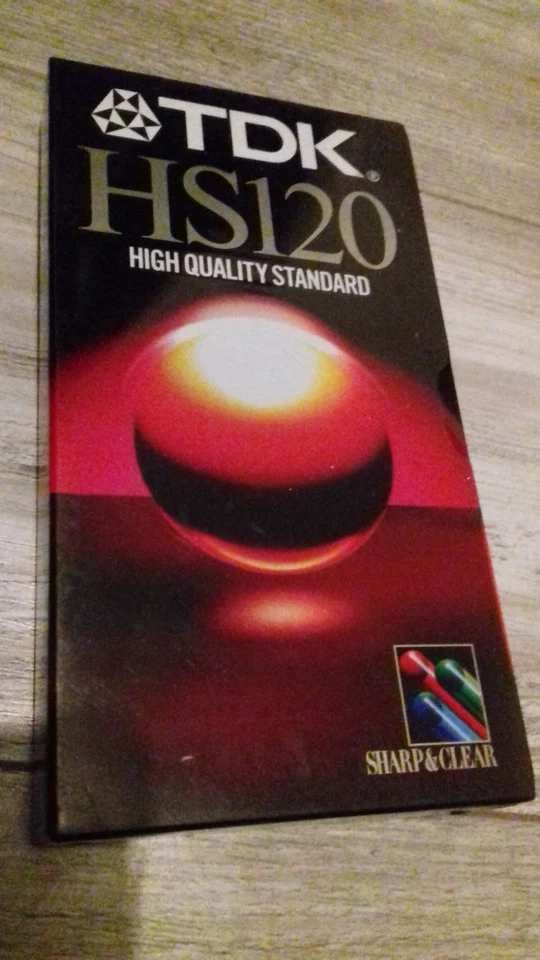 TDK®
HS120
HIGH QUALITY STANDARD
SHARP & CLEAR